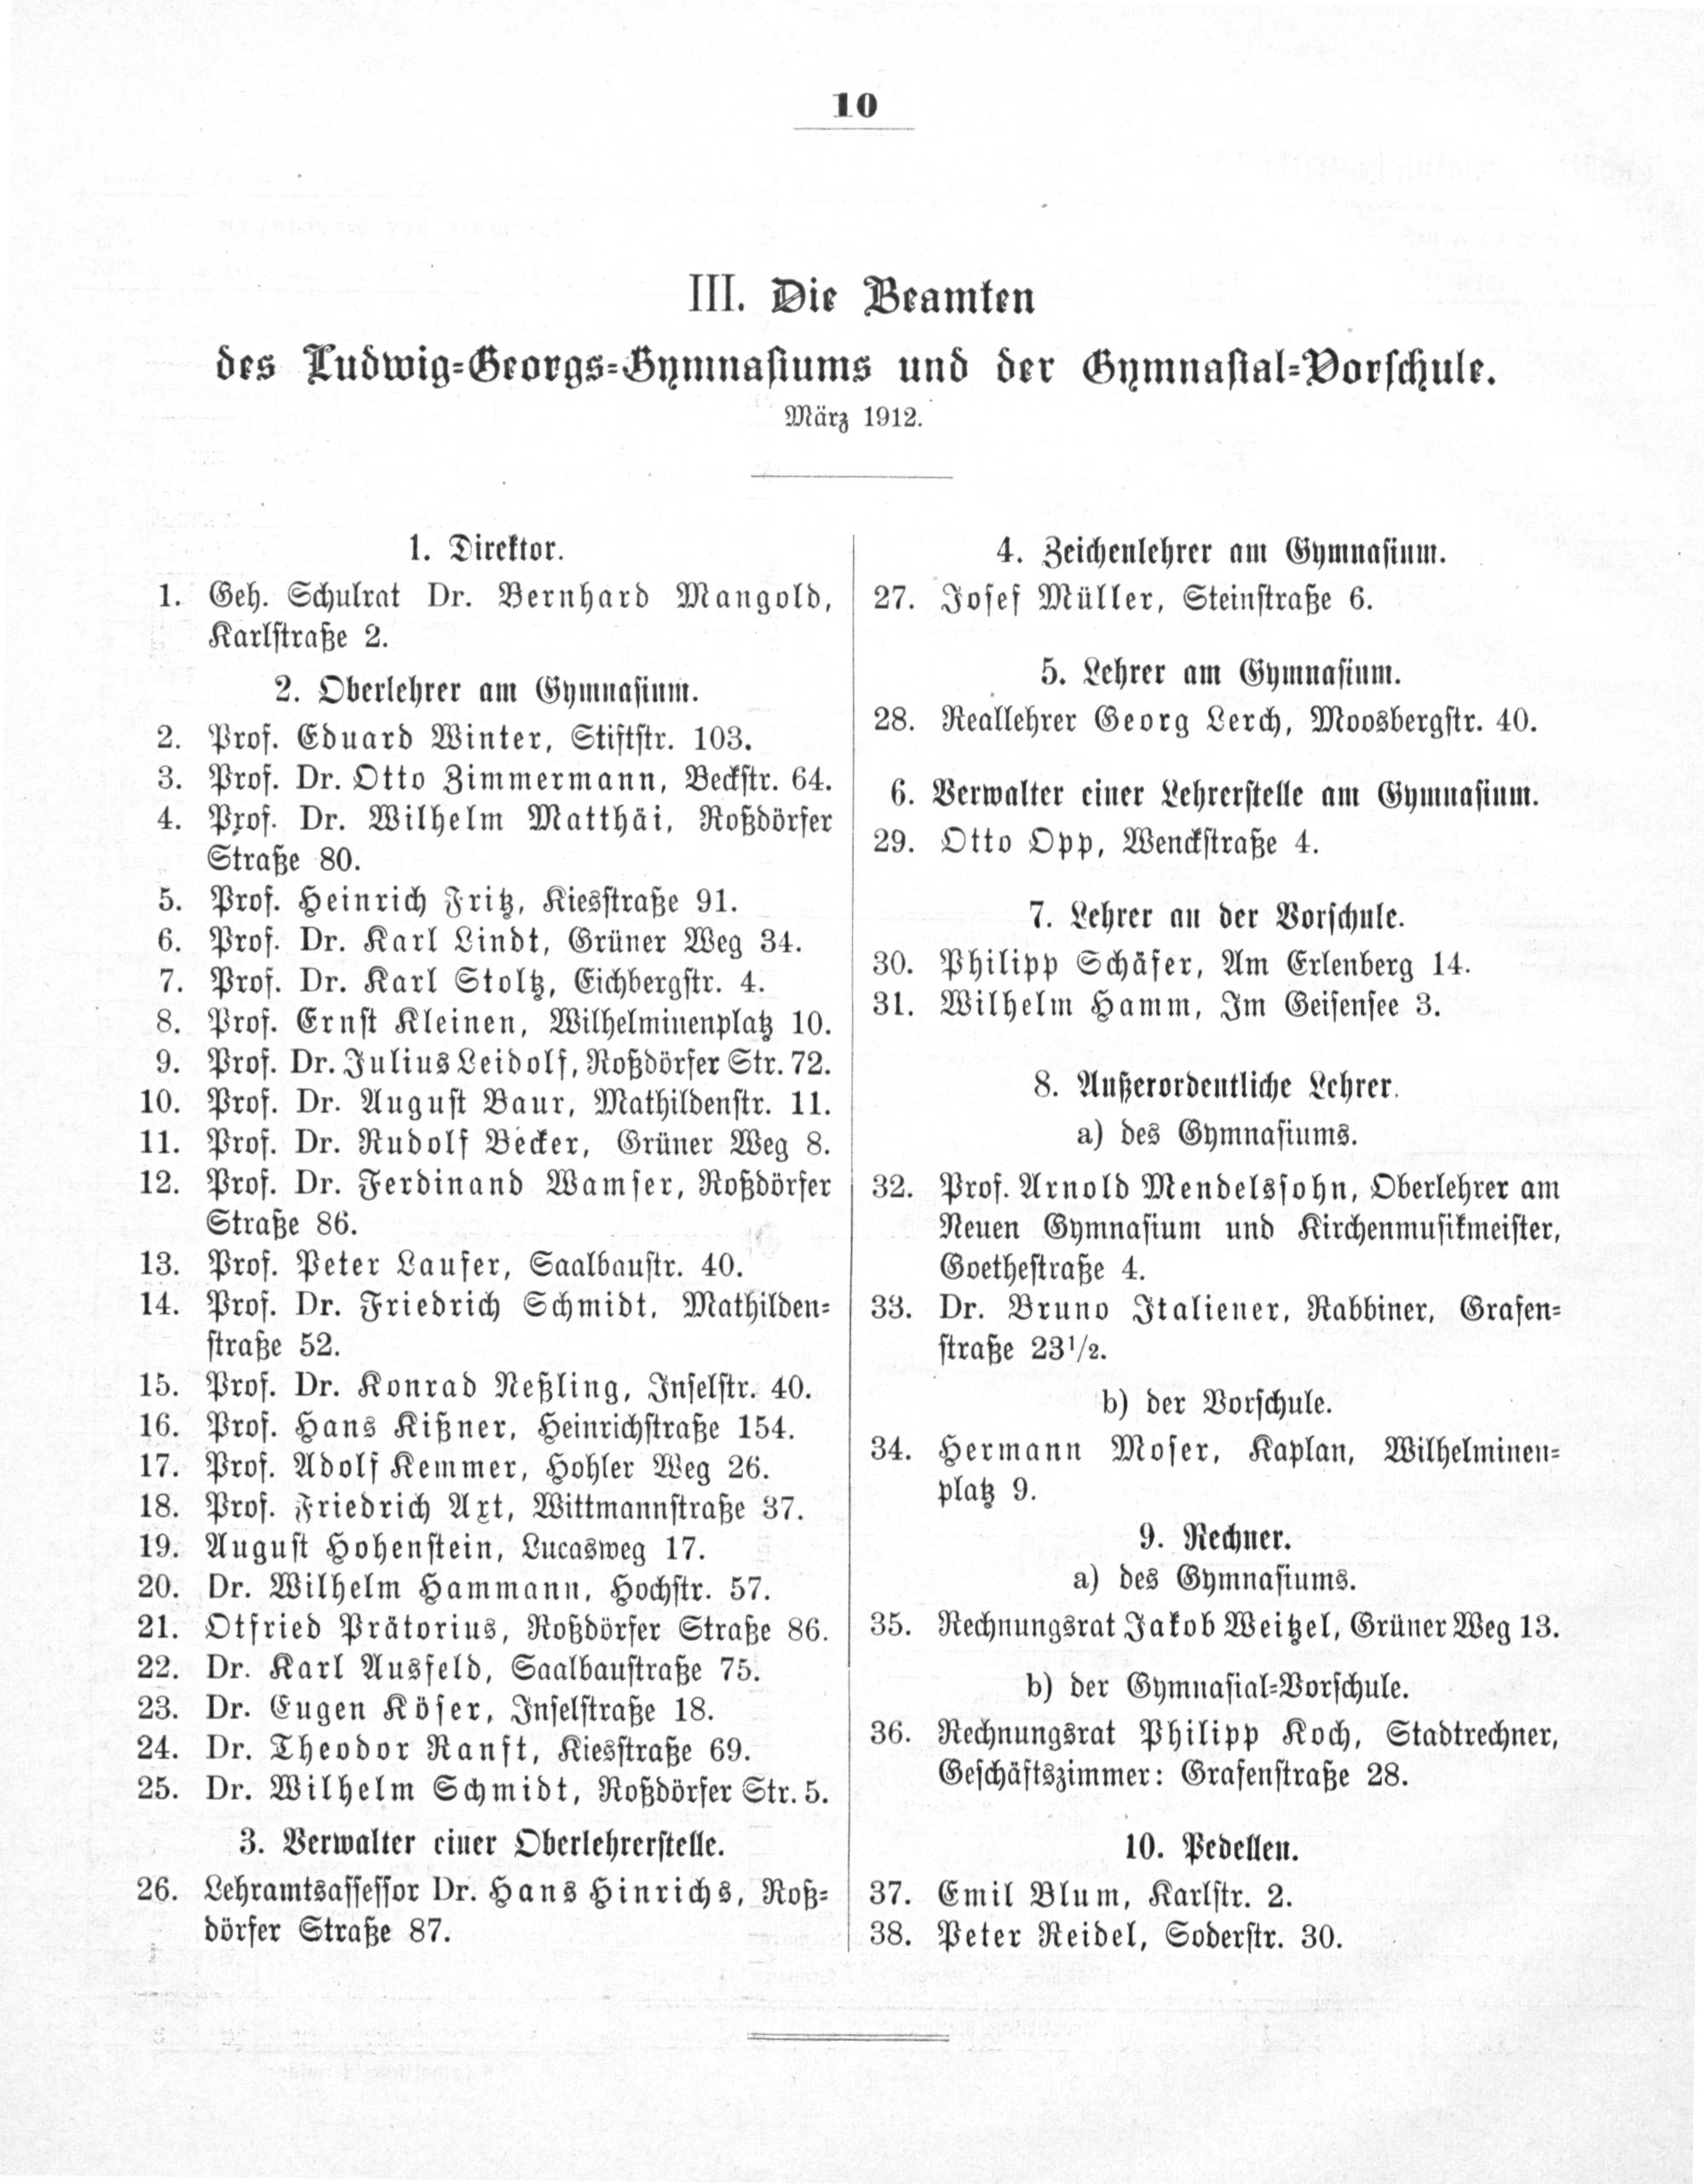 10
III. Die Beamten
des Ludwig=Georgs=Gymnasiums und der Gymnasial=Vorschule.
März 1912.
1. Direktor.
1. Geh. Schulrat Dr. Bernhard Mangold,
Karlstraße 2.
2. Oberlehrer am Gymnasium.
2. Prof. Eduard Winter, Stiftstr. 103.
3. Prof. Dr. Otto Zimmermann, Beckstr. 64.
4. Prof. Dr. Wilhelm Matthäi, Roßdörfer
Straße 80.
5. Prof. Heinrich Fritz, Kiesstraße 91.
6. Prof. Dr. Karl Lindt, Grüner Weg 34.
7. Prof. Dr. Karl Stoltz, Eichbergstr. 4.
8. Prof. Ernst Kleinen, Wilhelminenplatz 10.
9. Prof. Dr. Julius Leidolf, Roßdörfer Str. 72.
10. Prof. Dr. August Baur, Mathildenstr. 11.
11. Prof. Dr. Rudolf Becker, Grüner Weg 8.
12. Prof. Dr. Ferdinand Wamser, Roßdörfer
Straße 86.
13. Prof. Peter Laufer, Saalbaustr. 40.
14. Prof. Dr. Friedrich Schmidt, Mathilden=
straße 52.
15. Prof. Dr. Konrad Neßling, Inselstr. 40.
16. Prof. Hans Kißner, Heinrichstraße 154.
17. Prof. Adolf Kemmer, Hohler Weg 26.
18. Prof. Friedrich Axt, Wittmannstraße 37.
19. August Hohenstein, Lucasweg 17.
20. Dr. Wilhelm Hammann, Hochstr. 57.
21. Otfried Prätorius, Roßdörfer Straße 86.
22. Dr. Karl Ausfeld, Saalbaustraße 75.
23. Dr. Eugen Köser, Inselstraße 18.
24. Dr. Theodor Ranft, Kiesstraße 69.
25. Dr. Wilhelm Schmidt, Roßdörfer Str. 5.
3. Verwalter einer Oberlehrerstelle.
26. Lehramtsassessor Dr. Hans Hinrichs, Roß=
dörfer Straße 87.
4. Zeichenlehrer am Gymnasium.
27. Josef Müller, Steinstraße 6.
5. Lehrer am Gymnasium.
28. Reallehrer Georg Lerch, Moosbergstr. 40.
6. Verwalter einer Lehrerstelle am Gymnasium.
29. Otto Opp, Wenckstraße 4.
7. Lehrer an der Vorschule.
30. Philipp Schäfer, Am Erlenberg 14.
31. Wilhelm Hamm, Im Geisensee 3.
8. Außerordentliche Lehrer.
a) des Gymnasiums.
32. Prof. Arnold Mendelssohn, Oberlehrer am
Neuen Gymnasium und Kirchenmusikmeister,
Goethestraße 4.
33. Dr. Bruno Italiener, Rabbiner, Grafen=
straße 23 1/2.
b) der Vorschule.
34. Hermann Moser, Kaplan, Wilhelminen=
platz 9.
9. Rechner.
a) des Gymnasiums.
35. Rechnungsrat Jakob Weitzel, Grüner Weg 13.
b) der Gymnasial=Vorschule.
36. Rechnungsrat Philipp Koch, Stadtrechner,
Geschäftszimmer: Grafenstraße 28.
10. Pedellen.
37. Emil Blum, Karlstr. 2.
38. Peter Reidel, Soderstr. 30.